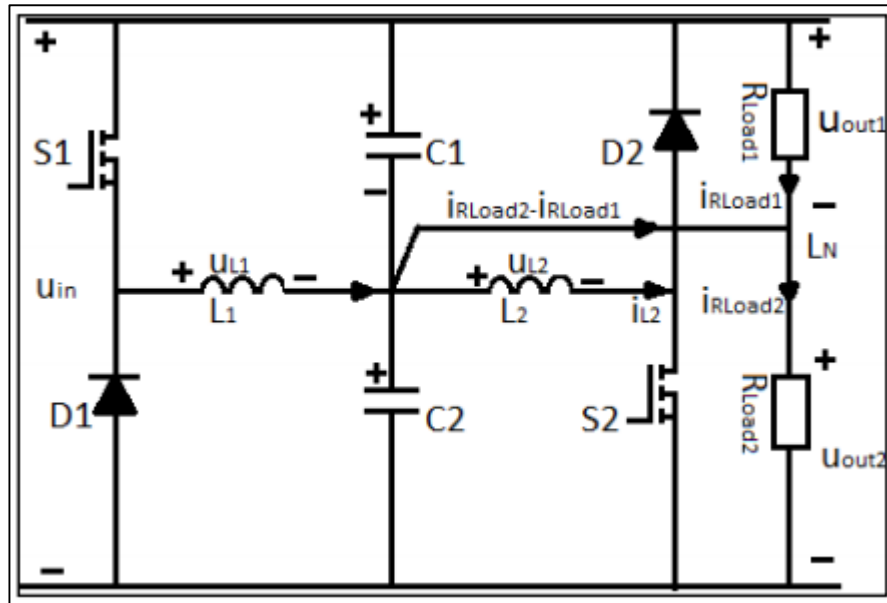 +
+
S1
+
C1
D2
RLoad1
uout1
−
iRLoad2-iRLoad1
iRLoad1
−
uin
+
uL1
−
L1
+
uL2
−
L2
iL2
LN
iRLoad2
D1
+
C2
S2
RLoad2
+
uout2
−
−